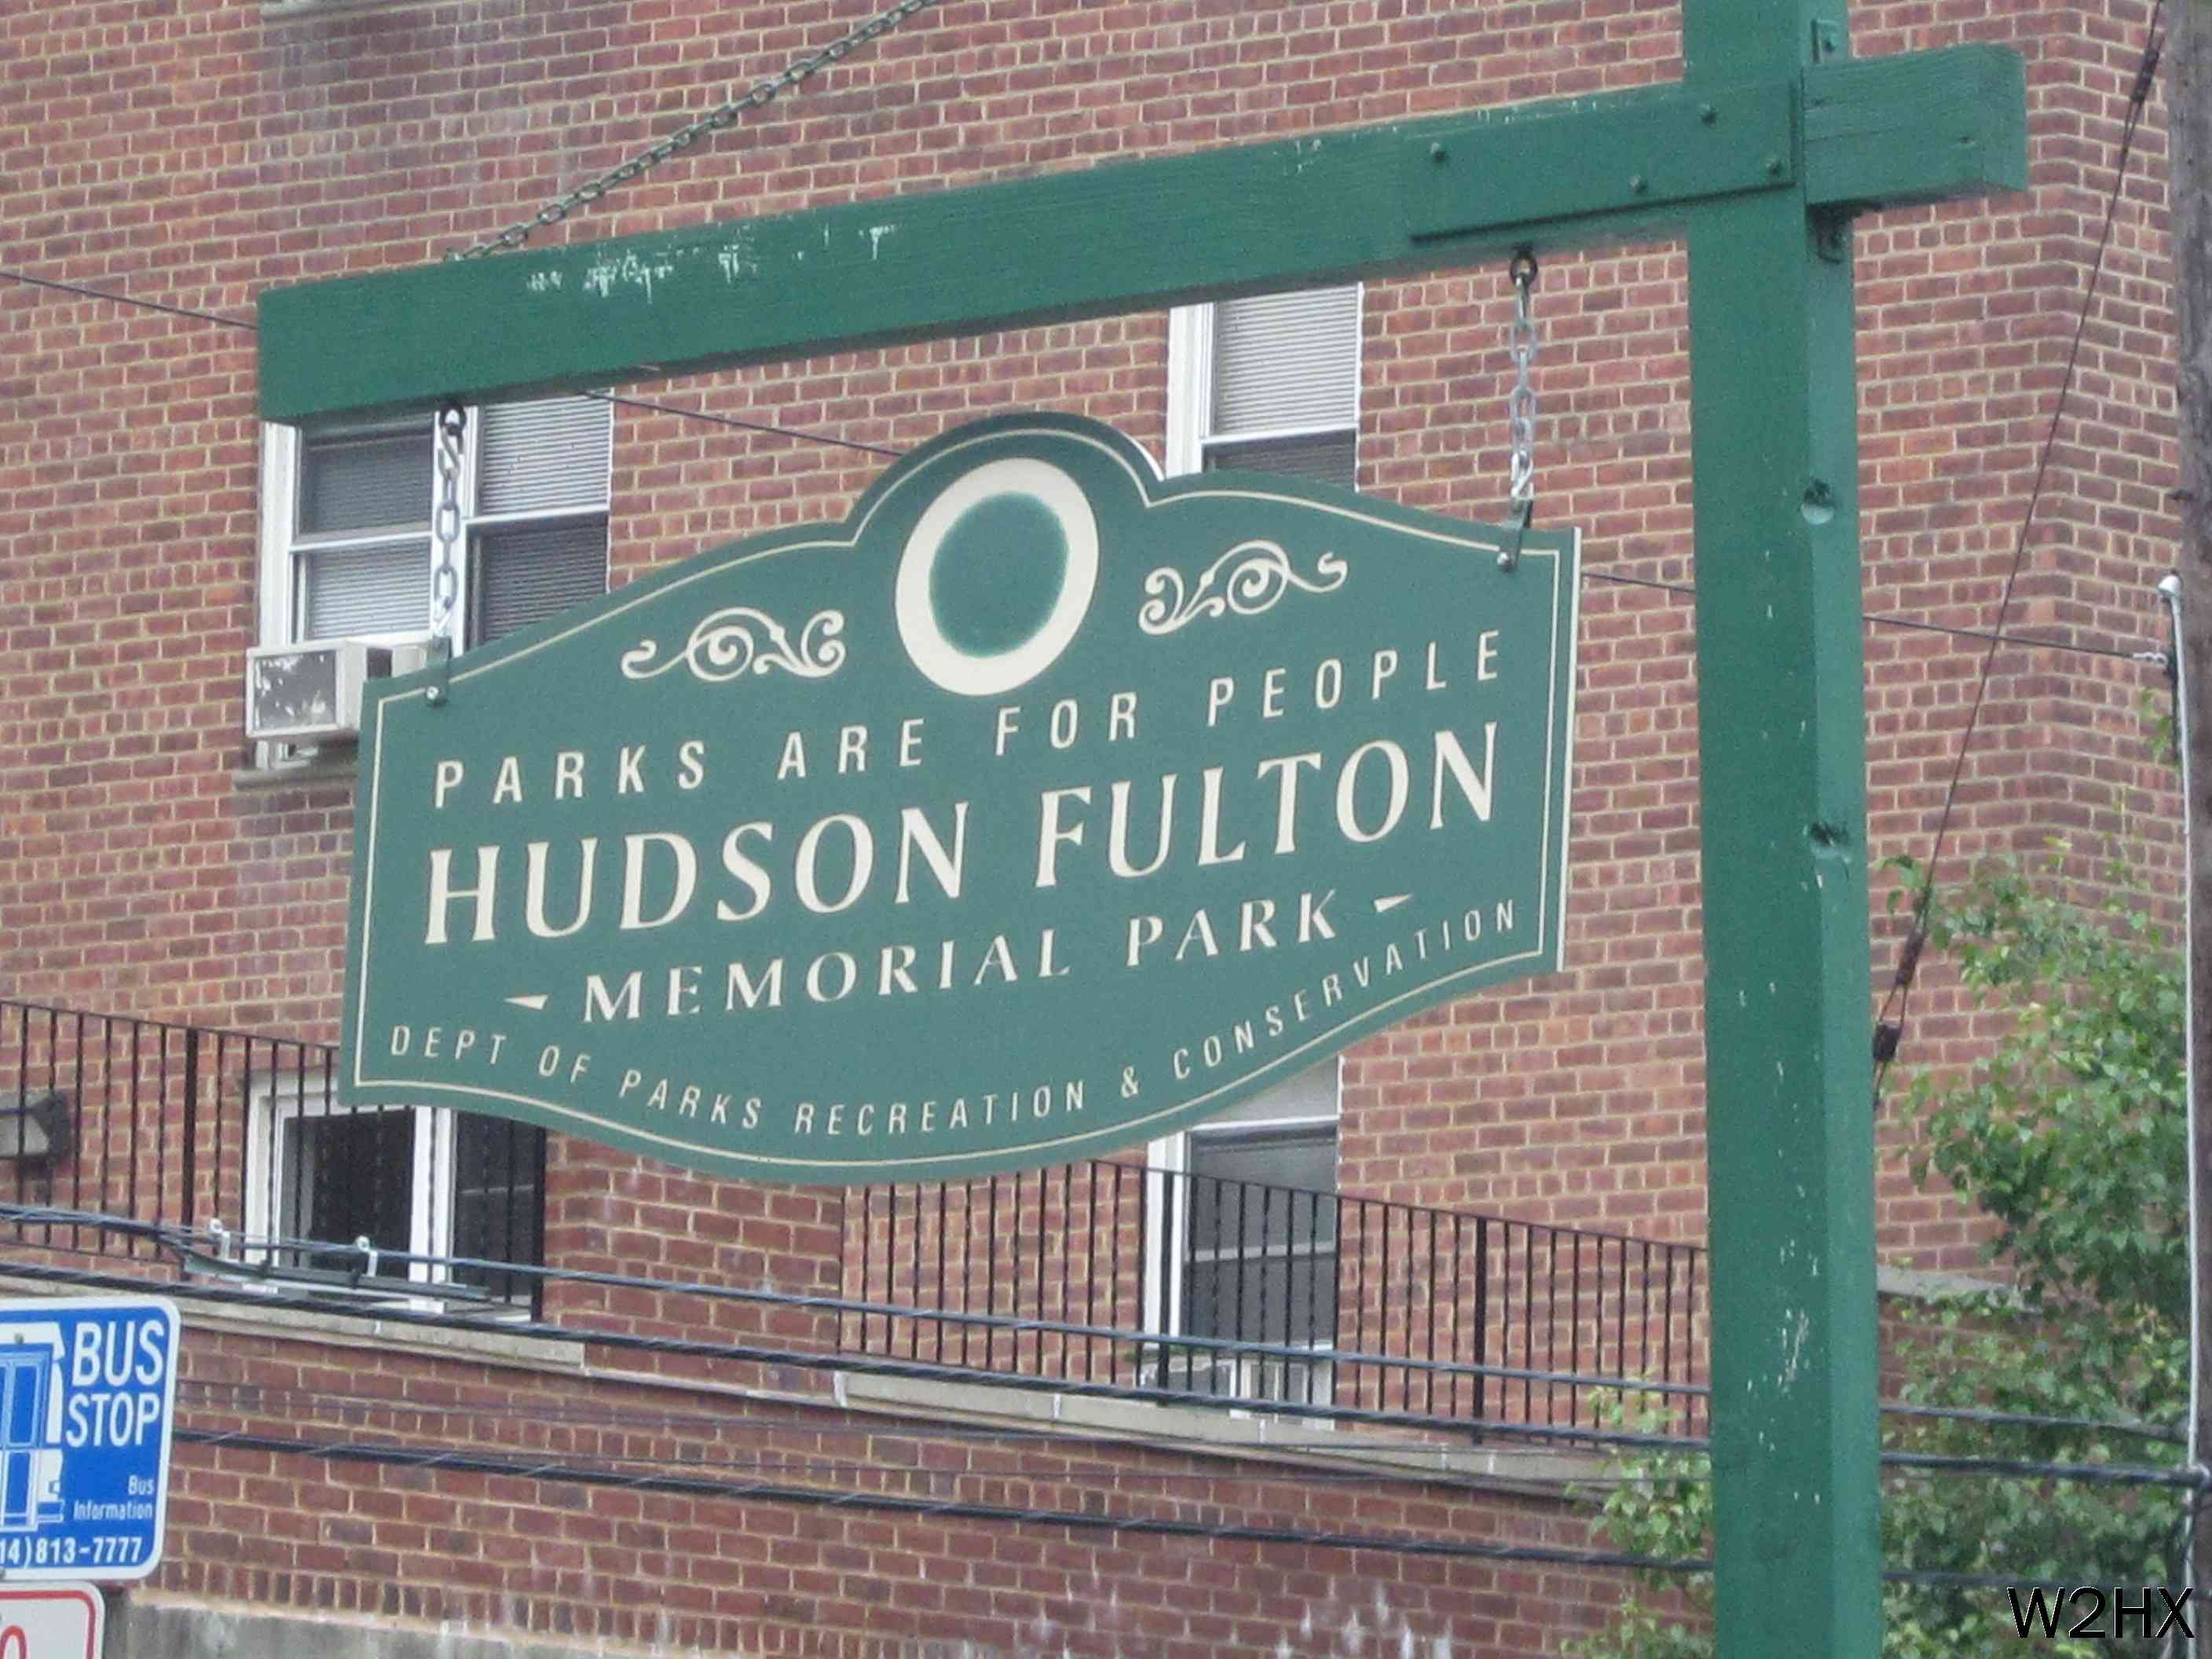 PARKS ARE FOR PEOPLE
HUDSON FULTON
MEMORIAL PARK
DEPT OF PARKS RECREATION & CONSERVATION
BUS
STOP
Bus
Information
14)813-7777
W2HX